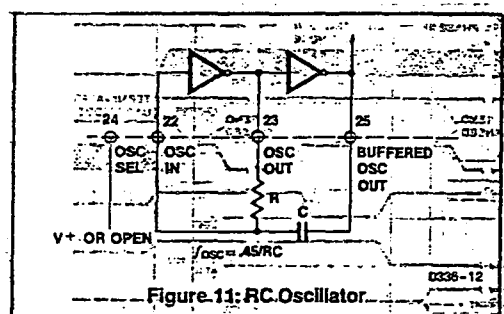 24 22 23 25
OSC SEL OSC IN OSC OUT BUFFERED OSC OUT
R
C
V+ OR OPEN
fOSC = .45/RC
0336-12
Figure 11: RC Oscillator